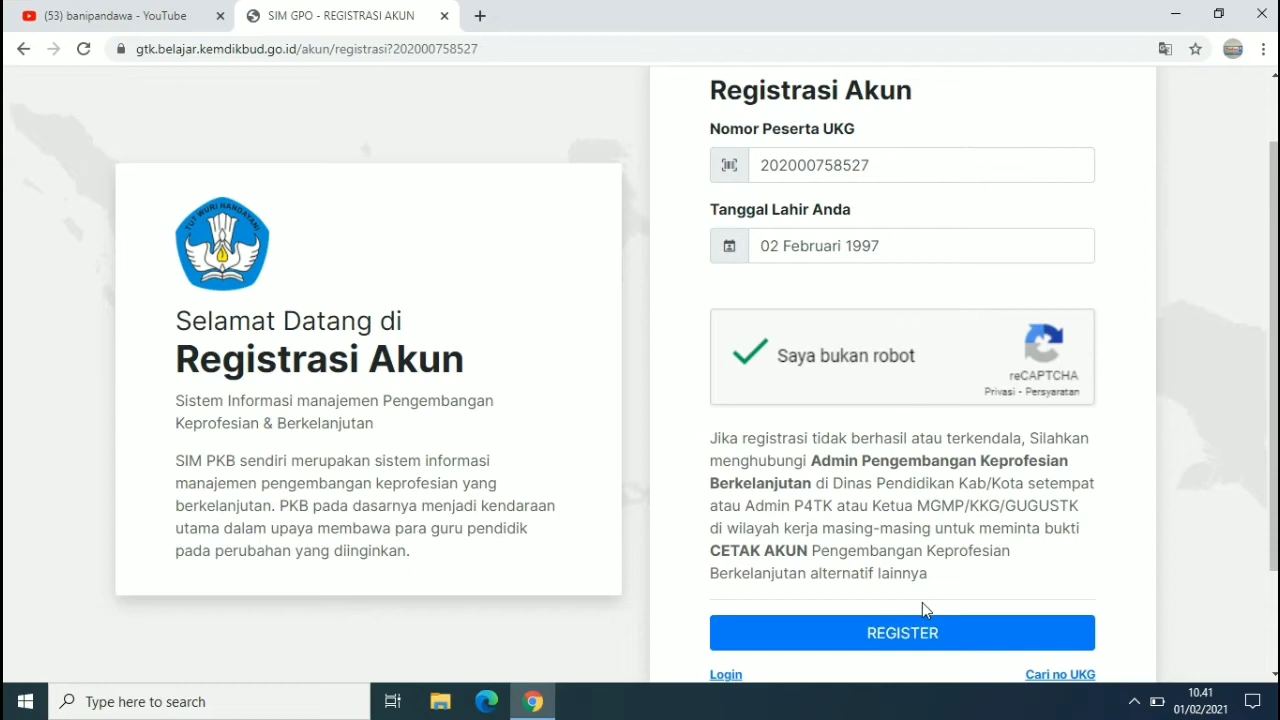 (53) banipandawa - YouTube
SIM GPO - REGISTRASI AKUN
gtk.belajar.kemdikbud.go.id/akun/registrasi?202000758527
TUT WURI HANDAYANI
Selamat Datang di
Registrasi Akun
Sistem Informasi manajemen Pengembangan
Keprofesian & Berkelanjutan
SIM PKB sendiri merupakan sistem informasi
manajemen pengembangan keprofesian yang
berkelanjutan. PKB pada dasarnya menjadi kendaraan
utama dalam upaya membawa para guru pendidik
pada perubahan yang diinginkan.
Registrasi Akun
Nomor Peserta UKG
202000758527
Tanggal Lahir Anda
02 Februari 1997
Saya bukan robot
reCAPTCHA
Privasi - Persyaratan
Jika registrasi tidak berhasil atau terkendala, Silahkan
menghubungi Admin Pengembangan Keprofesian
Berkelanjutan di Dinas Pendidikan Kab/Kota setempat
atau Admin P4TK atau Ketua MGMP/KKG/GUGUSTK
di wilayah kerja masing-masing untuk meminta bukti
CETAK AKUN Pengembangan Keprofesian
Berkelanjutan alternatif lainnya
REGISTER
Login
Cari no UKG
Type here to search
10.41
01/02/2021